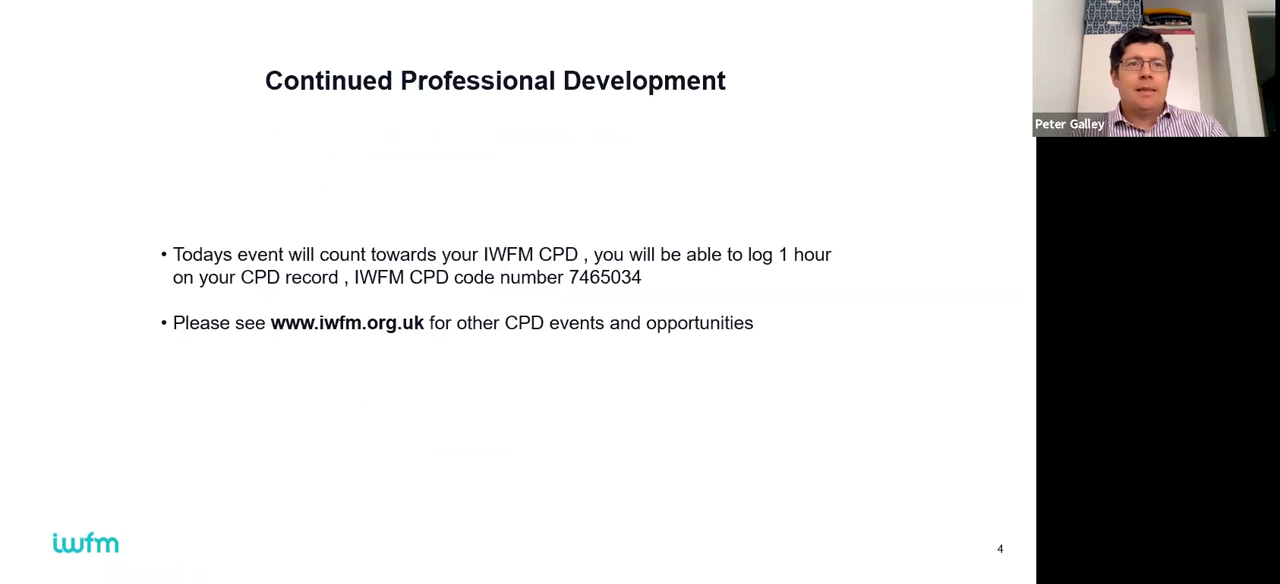 Continued Professional Development
Peter Galley
• Todays event will count towards your IWFM CPD , you will be able to log 1 hour
on your CPD record , IWFM CPD code number 7465034
• Please see www.iwfm.org.uk for other CPD events and opportunities
iwfm
4